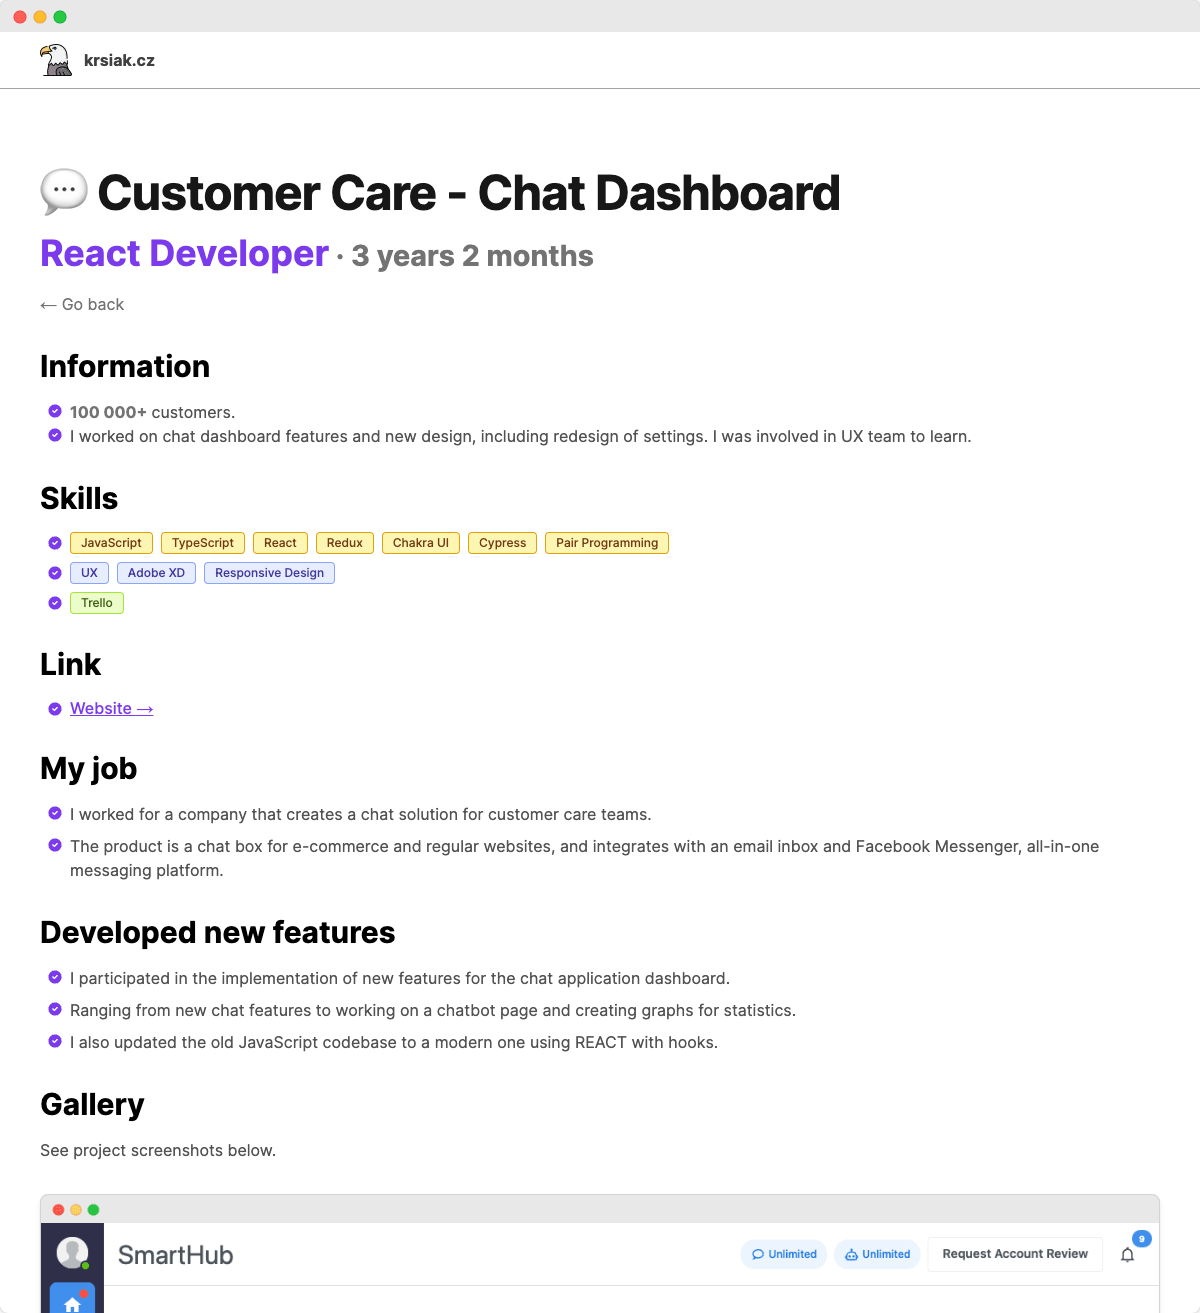 krsiak.cz
💬 Customer Care - Chat Dashboard
React Developer · 3 years 2 months
← Go back
Information
100 000+ customers.
I worked on chat dashboard features and new design, including redesign of settings. I was involved in UX team to learn.
Skills
JavaScript TypeScript React Redux Chakra UI Cypress Pair Programming
UX Adobe XD Responsive Design
Trello
Link
Website →
My job
I worked for a company that creates a chat solution for customer care teams.
The product is a chat box for e-commerce and regular websites, and integrates with an email inbox and Facebook Messenger, all-in-one
messaging platform.
Developed new features
I participated in the implementation of new features for the chat application dashboard.
Ranging from new chat features to working on a chatbot page and creating graphs for statistics.
I also updated the old JavaScript codebase to a modern one using REACT with hooks.
Gallery
See project screenshots below.
SmartHub Unlimited Unlimited Request Account Review 9